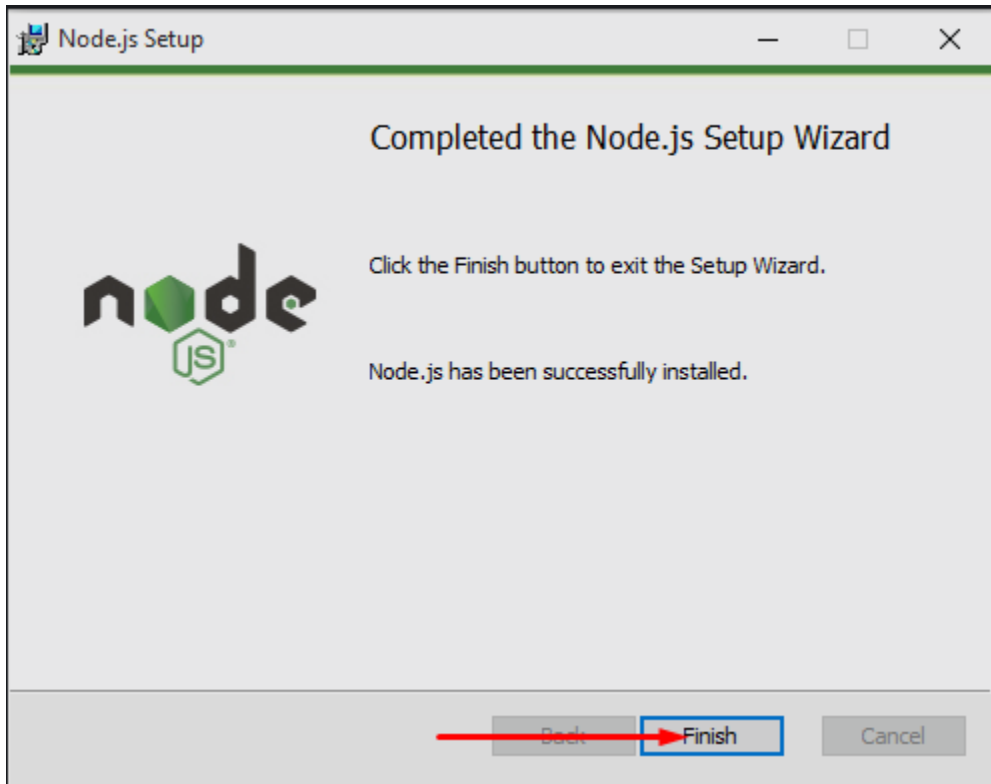 Node.js Setup
Completed the Node.js Setup Wizard
Click the Finish button to exit the Setup Wizard.
node
JS
Node.js has been successfully installed.
Back
Finish
Cancel